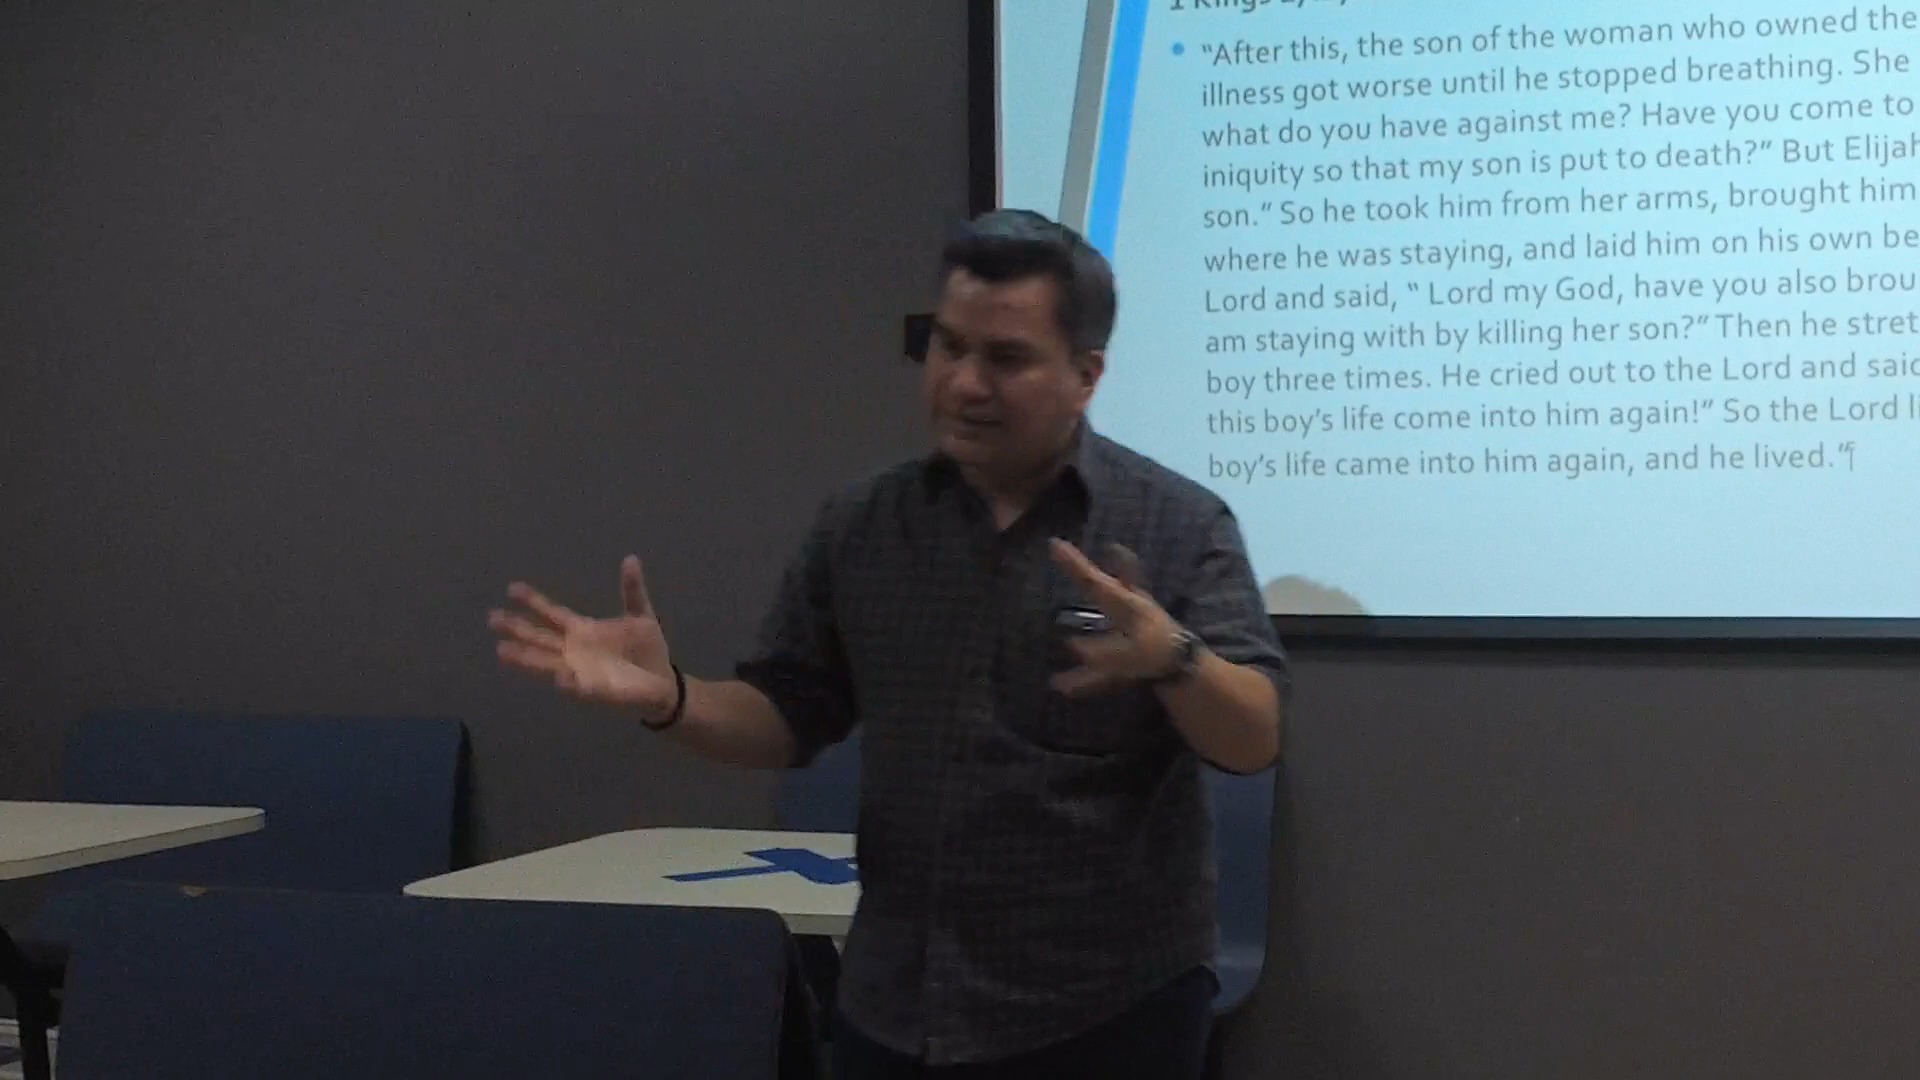 1 Kings
“After this, the son of the woman who owned the
illness got worse until he stopped breathing. She
what do you have against me? Have you come to
iniquity so that my son is put to death?” But Elijah
son.” So he took him from her arms, brought him
where he was staying, and laid him on his own be
Lord and said, “ Lord my God, have you also brou
am staying with by killing her son?” Then he stret
boy three times. He cried out to the Lord and said
this boy’s life come into him again!” So the Lord li
boy’s life came into him again, and he lived.”